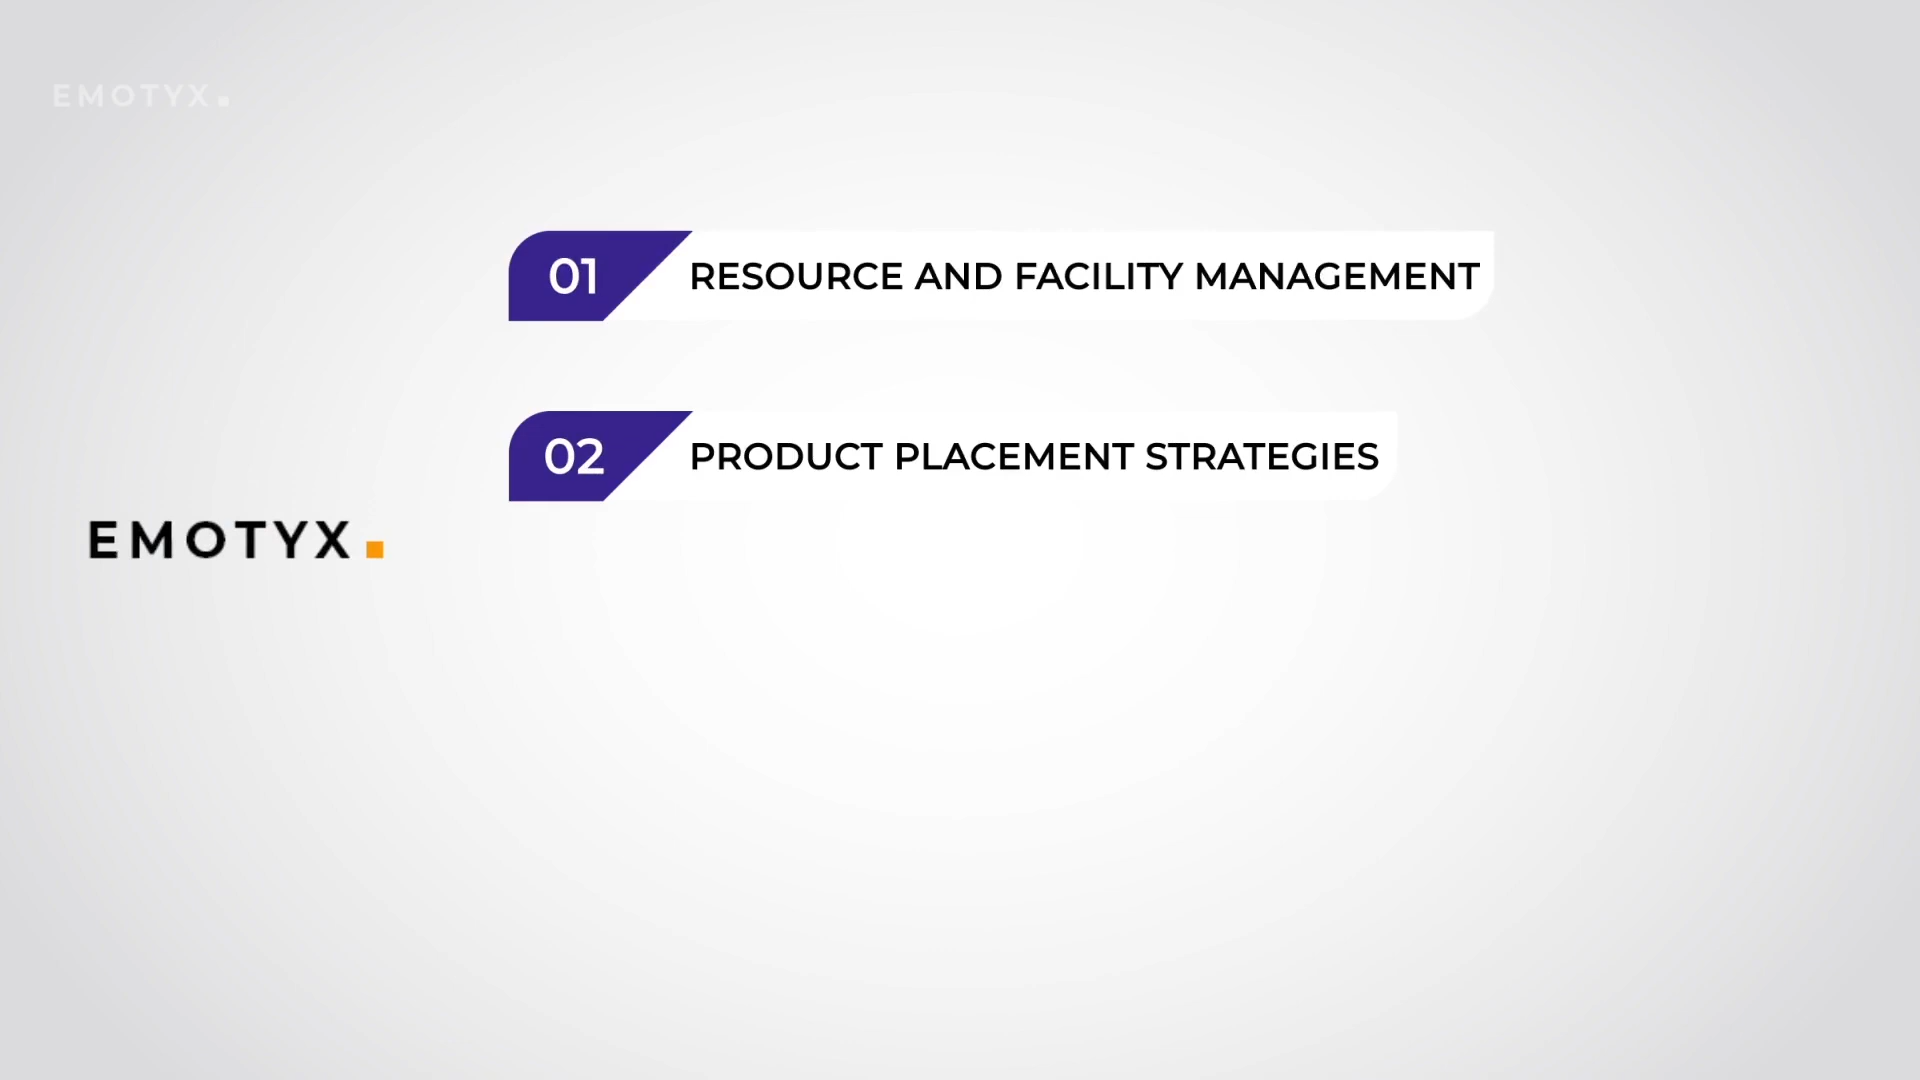 EMOTYX.
01 RESOURCE AND FACILITY MANAGEMENT
02 PRODUCT PLACEMENT STRATEGIES
EMOTYX.